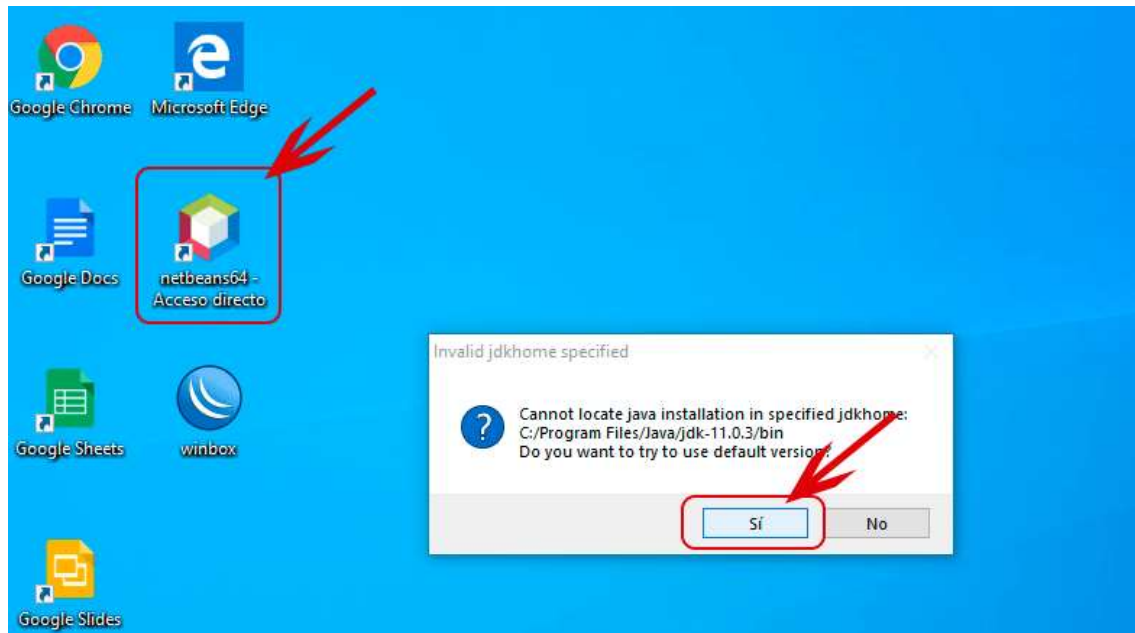 Google Chrome
Microsoft Edge
Google Docs
netbeans64 -
Acceso directo
Google Sheets
winbox
Google Slides
Invalid jdkhome specified
Cannot locate java installation in specified jdkhome:
C:/Program Files/Java/jdk-11.0.3/bin
Do you want to try to use default version?
Sí
No